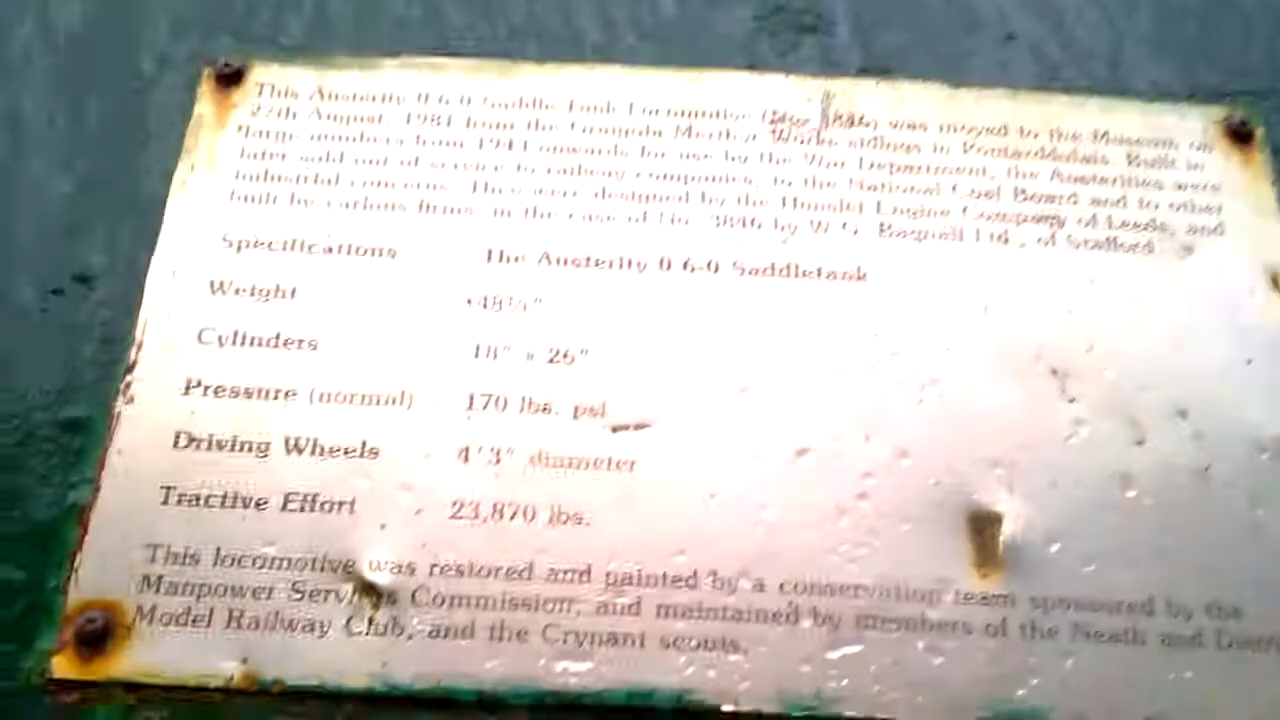 This Austerity 0-6-0 Saddle Tank Locomotive was moved to the Museum on
27th August, 1981 from the Merthyr Works sidings in Built in
large numbers from 1943 onwards for use by the War Department, the Austerities were
later sold out of service to railway companies, to the National Coal Board and to other
industrial concerns. They were designed by the Hunslet Engine Company of Leeds, and
built by various firms, in the case of No. by W.G. Bagnall Ltd., of Stafford.
Specifications The Austerity 0-6-0 Saddletank
Weight
Cylinders 18" x 26"
Pressure (normal) 170 lbs. psi
Driving Wheels 4'3" diameter
Tractive Effort 23,870 lbs.
This locomotive was restored and painted by a conservation team sponsored by the
Manpower Services Commission, and maintained by members of the Neath and
Model Railway Club, and the Crynant scouts.